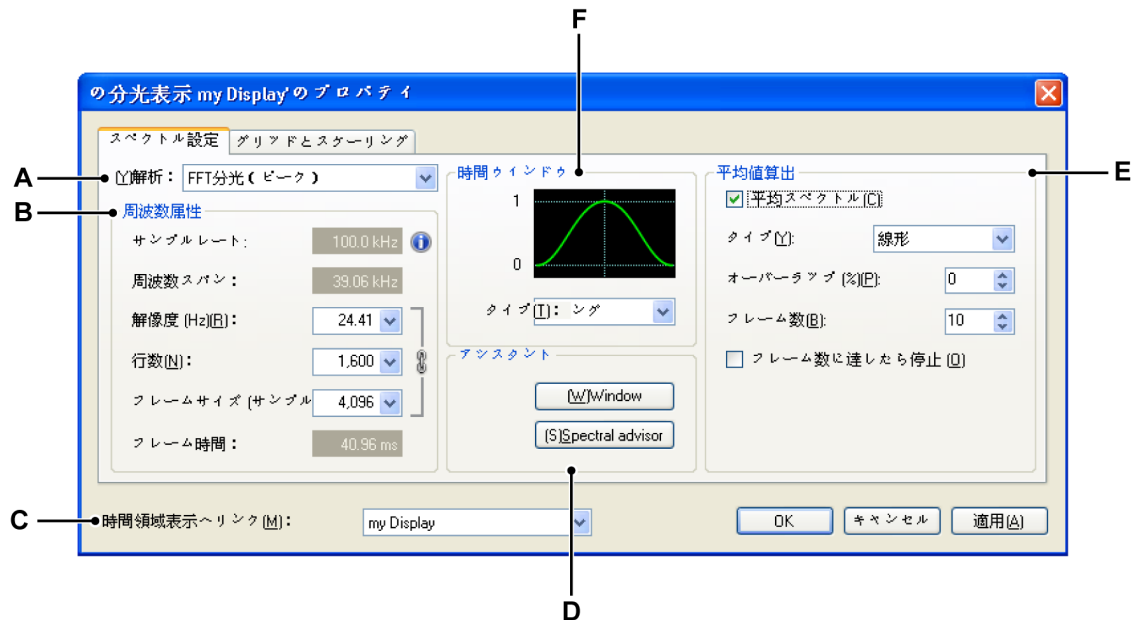 F
の分光表示 my Display'のプロパティ
スペクトル設定 グリッドとスケーリング
A
(Y)解析： FFT分光(ピーク)
B
周波数属性
サンプルレート: 100.0 kHz
周波数スパン： 39.06 kHz
解像度 (Hz)(R)： 24.41
行数(N)： 1,600
フレームサイズ (サンプル 4,096
フレーム時間： 40.96 ms
時間ウインドゥ
1
0
タイプ(T)： ング
アシスタント
(W)Window
(S)Spectral advisor
平均値算出
E
平均スペクトル(C)
タイプ(Y): 線形
オーバーラップ (%)(P): 0
フレーム数(B): 10
フレーム数に達したら停止(O)
C
時間領域表示へリンク(M)： my Display
OK キャンセル 適用(A)
D